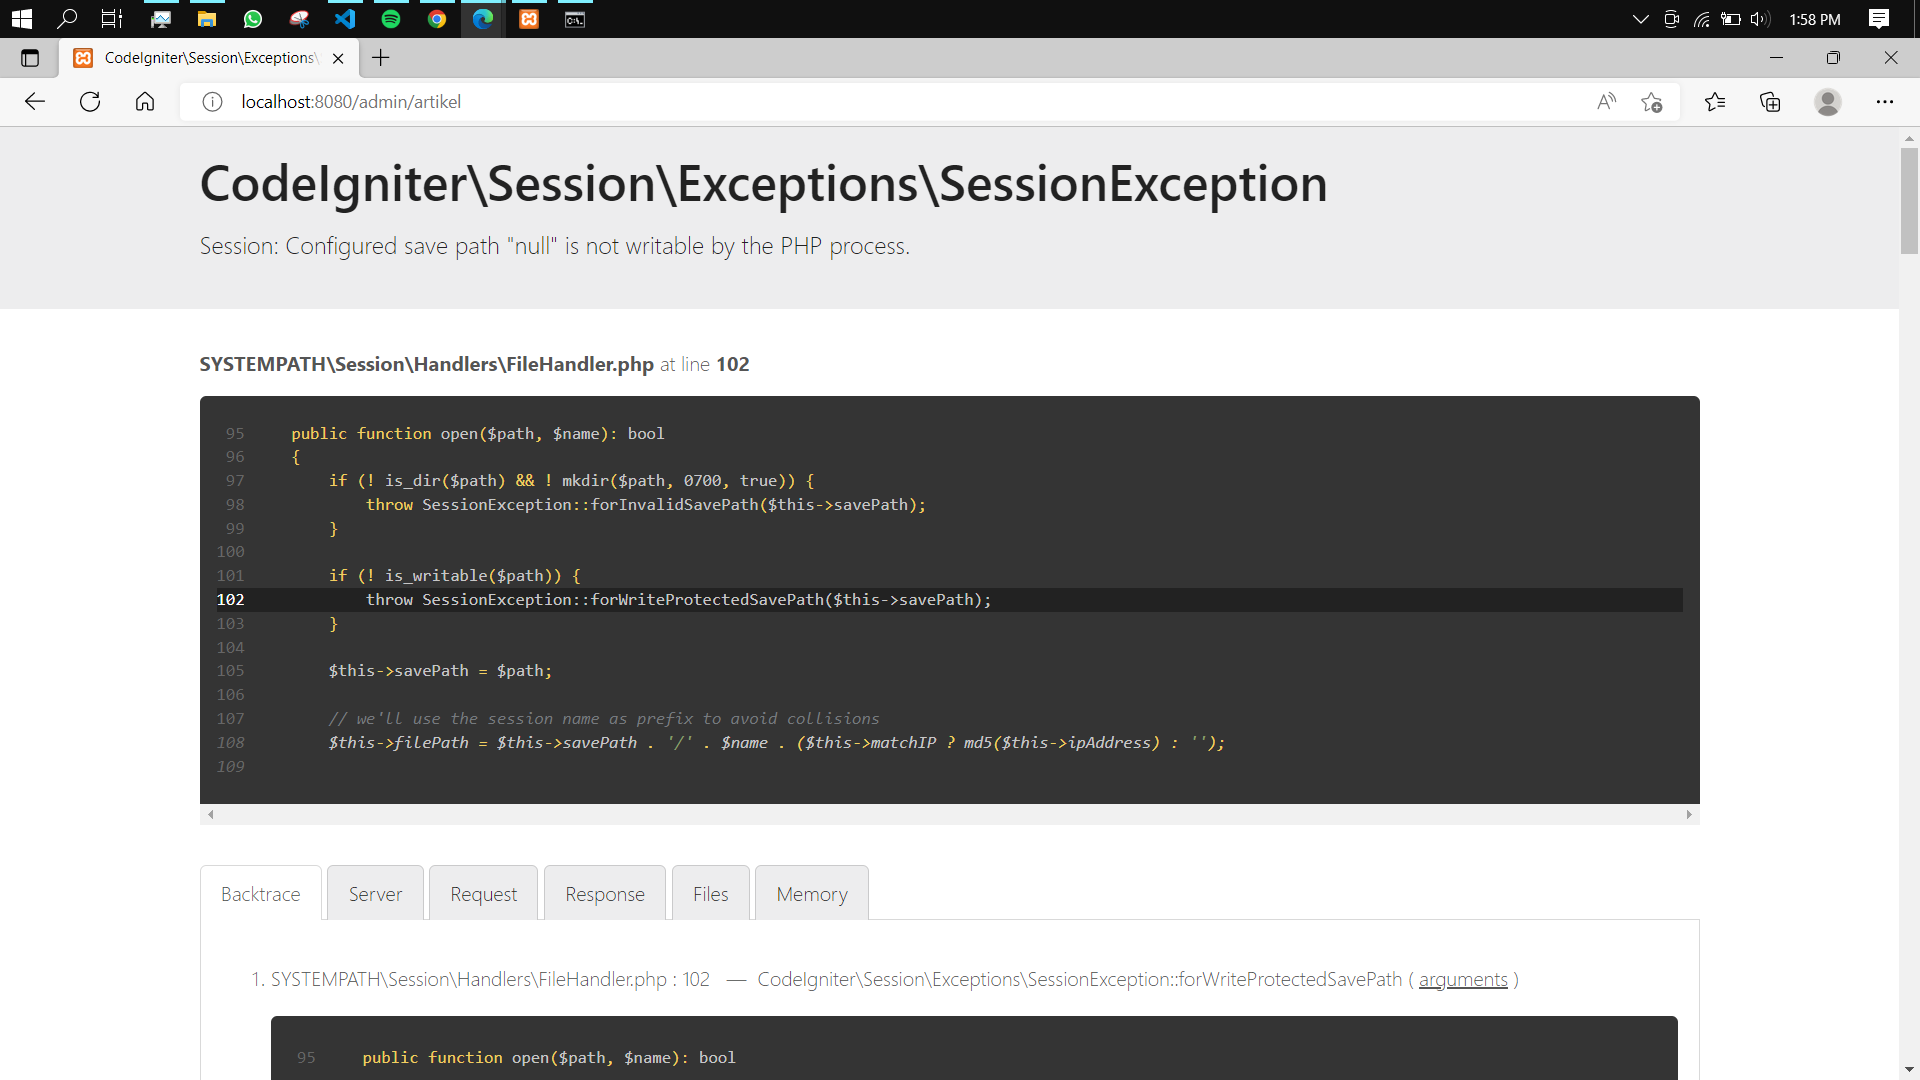 1:58 PM
CodeIgniter\Session\Exceptions\
localhost:8080/admin/artikel
CodeIgniter\Session\Exceptions\SessionException
Session: Configured save path "null" is not writable by the PHP process.
SYSTEMPATH\Session\Handlers\FileHandler.php at line 102
95 public function open($path, $name): bool
96 {
97 if (! is_dir($path) && ! mkdir($path, 0700, true)) {
98 throw SessionException::forInvalidSavePath($this->savePath);
99 }
100
101 if (! is_writable($path)) {
102 throw SessionException::forWriteProtectedSavePath($this->savePath);
103 }
104
105 $this->savePath = $path;
106
107 // we'll use the session name as prefix to avoid collisions
108 $this->filePath = $this->savePath . '/' . $name . ($this->matchIP ? md5($this->ipAddress) : '');
109
Backtrace Server Request Response Files Memory
1. SYSTEMPATH\Session\Handlers\FileHandler.php : 102 — CodeIgniter\Session\Exceptions\SessionException::forWriteProtectedSavePath ( arguments )
95 public function open($path, $name): bool